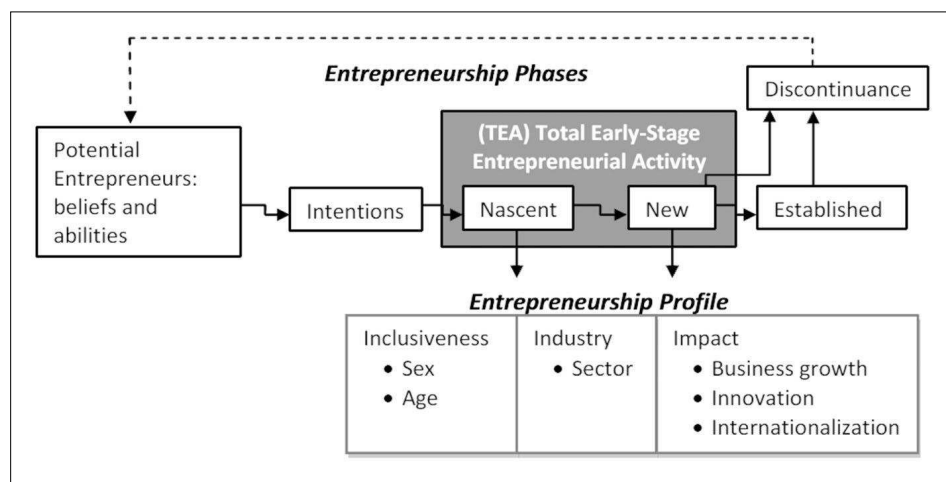 Entrepreneurship Phases
Discontinuance
(TEA) Total Early-Stage
Entrepreneurial Activity
Potential
Entrepreneurs:
beliefs and
abilities
Intentions
Nascent
New
Established
Entrepreneurship Profile
Inclusiveness
• Sex
• Age
Industry
• Sector
Impact
• Business growth
• Innovation
• Internationalization